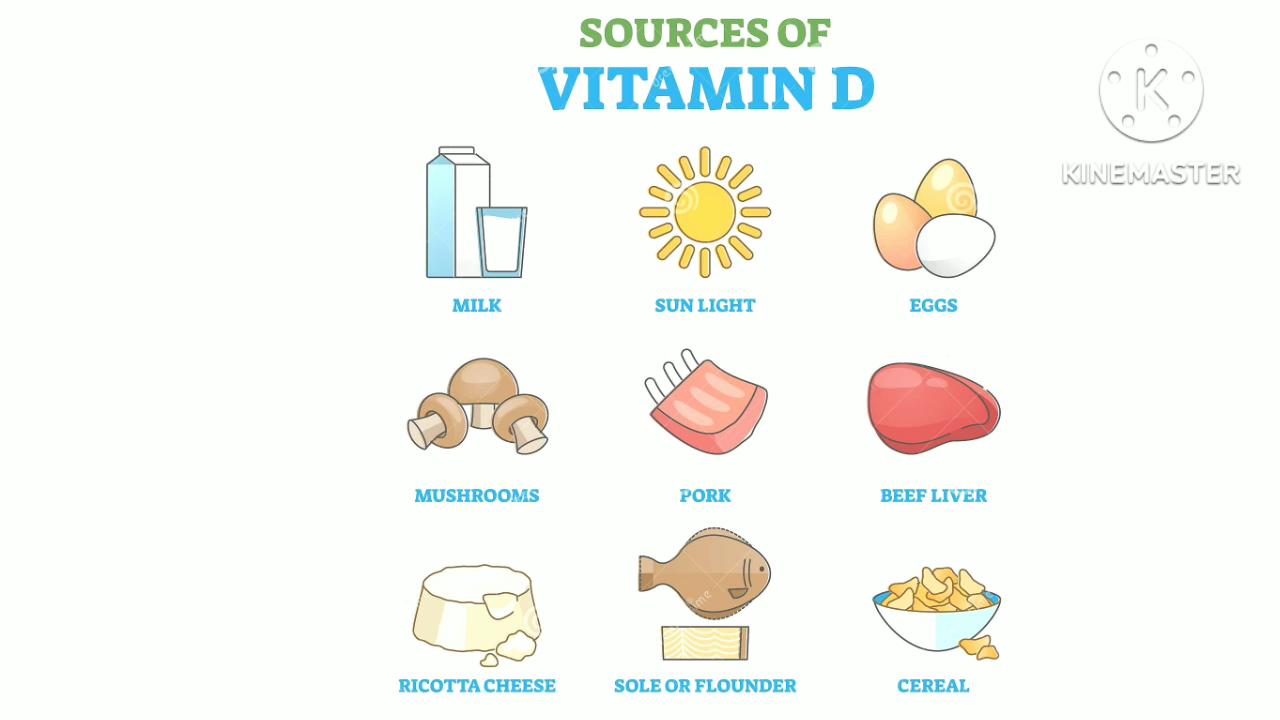 SOURCES OF
VITAMIN D
K
KINEMASTER
MILK
SUN LIGHT
EGGS
MUSHROOMS
PORK
BEEF LIVER
RICOTTA CHEESE
SOLE OR FLOUNDER
CEREAL